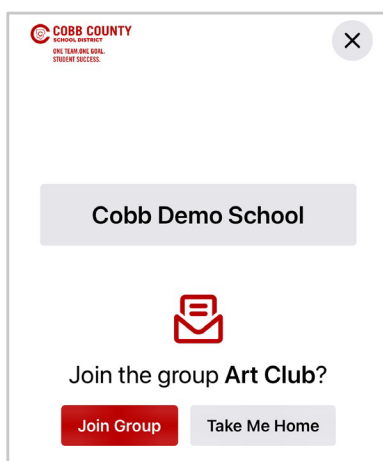 COBB COUNTY
SCHOOL DISTRICT
ONE TEAM. ONE GOAL.
STUDENT SUCCESS.
Cobb Demo School
Join the group Art Club?
Join Group
Take Me Home